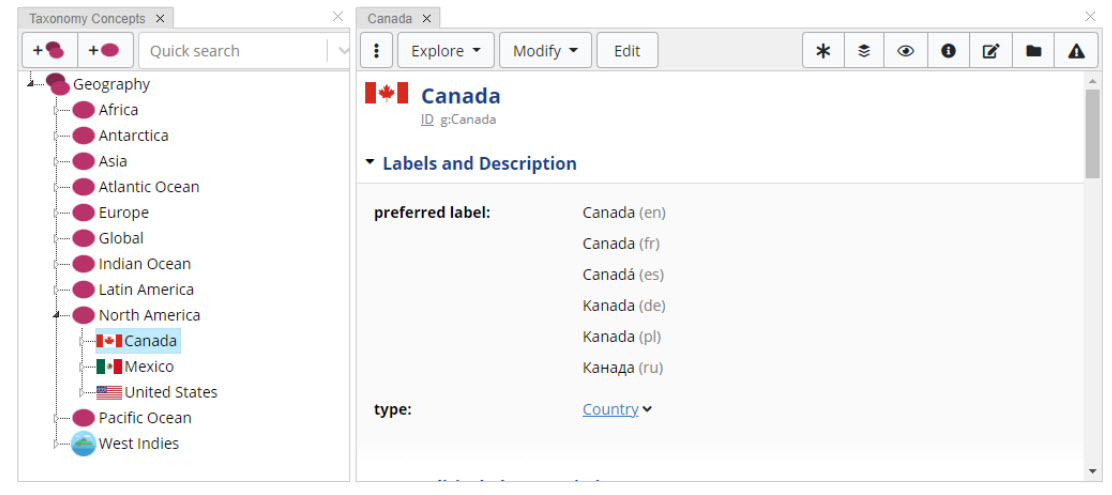 Taxonomy Concepts
Quick search
Geography
Africa
Antarctica
Asia
Atlantic Ocean
Europe
Global
Indian Ocean
Latin America
North America
Canada
Mexico
United States
Pacific Ocean
West Indies
Canada
Explore
Modify
Edit
Canada
ID g:Canada
Labels and Description
preferred label:
Canada (en)
Canada (fr)
Canadá (es)
Kanada (de)
Kanada (pl)
Канада (ru)
type:
Country